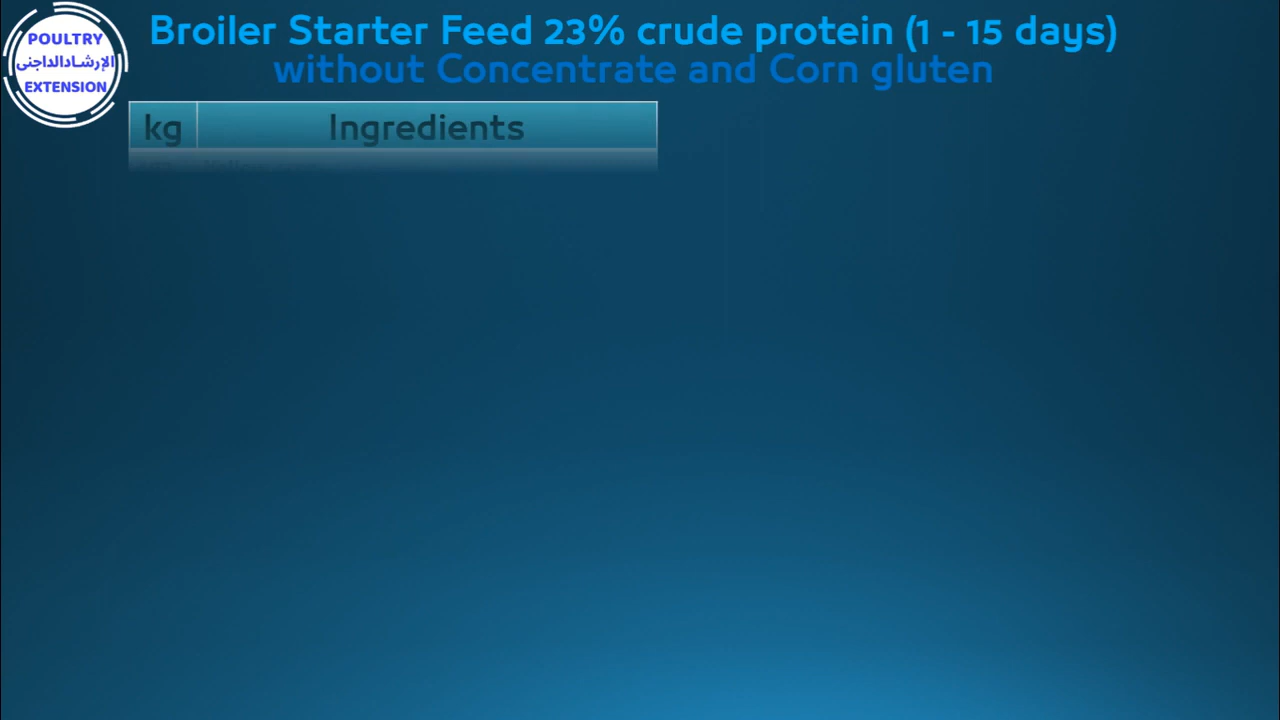 POULTRY
الإرشادالداجنى
EXTENSION
Broiler Starter Feed 23% crude protein (1 - 15 days)
without Concentrate and Corn gluten
kg Ingredients